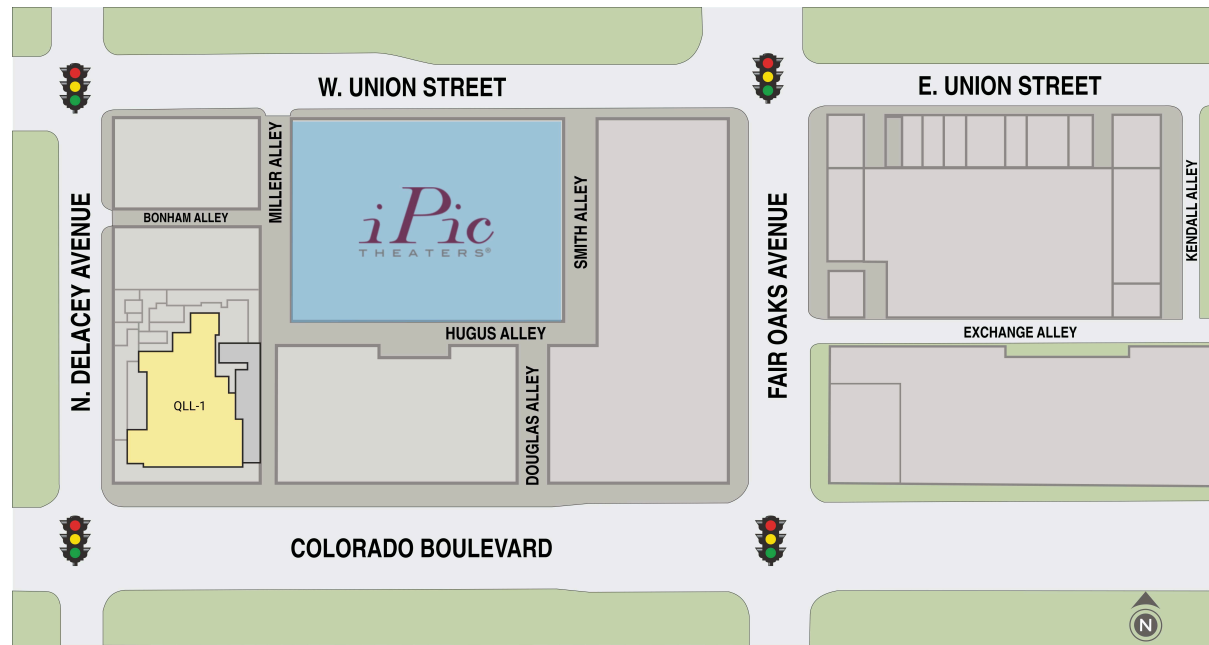 W. UNION STREET
E. UNION STREET
MILLER ALLEY
BONHAM ALLEY
N. DELACEY AVENUE
iPic
THEATERS®
SMITH ALLEY
FAIR OAKS AVENUE
KENDALL ALLEY
HUGUS ALLEY
EXCHANGE ALLEY
QLL-1
DOUGLAS ALLEY
COLORADO BOULEVARD
N